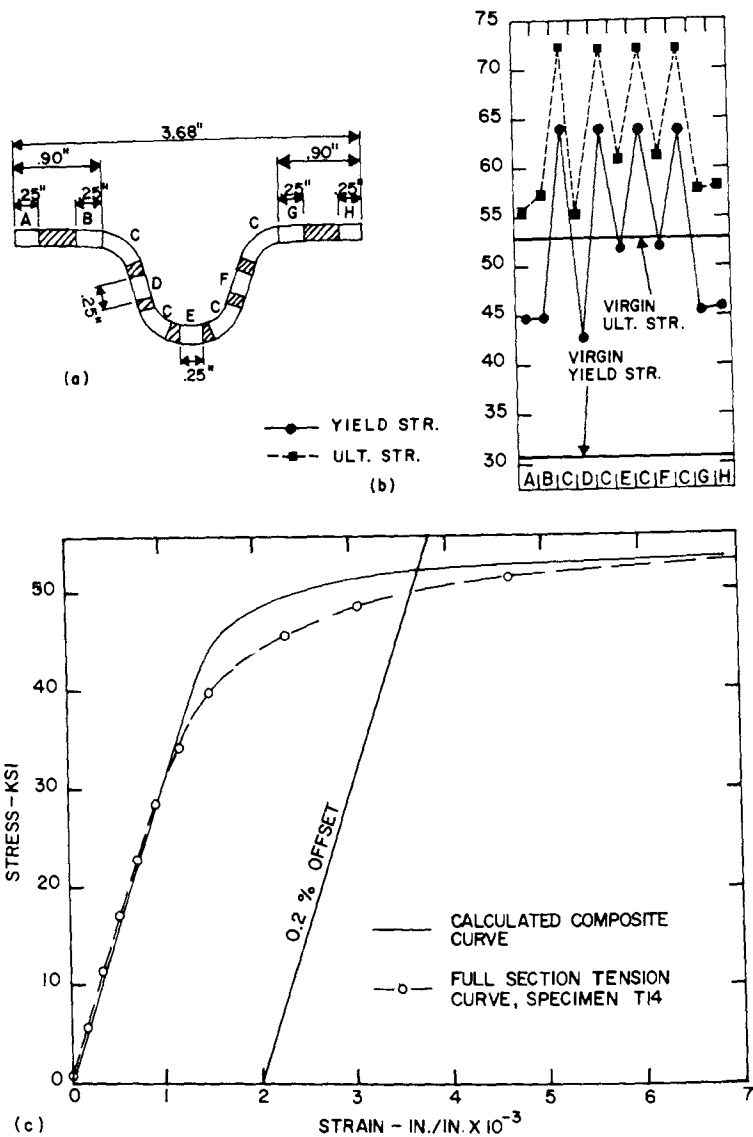 3.68"
.90"
.90"
.25"
.25"
.25"
.25"
A
B
C
C
G
H
D
F
.25"
C
E
C
.25"
(a)
YIELD STR.
ULT. STR.
75
70
65
60
55
50
45
40
35
30
VIRGIN
ULT. STR.
VIRGIN
YIELD STR.
A B C D C E C F C G H
(b)
50
40
30
20
10
0
STRESS-KSI
0.2 % OFFSET
CALCULATED COMPOSITE
CURVE
FULL SECTION TENSION
CURVE, SPECIMEN T14
0 1 2 3 4 5 6 7
STRAIN - IN./IN. X 10⁻³
(c)